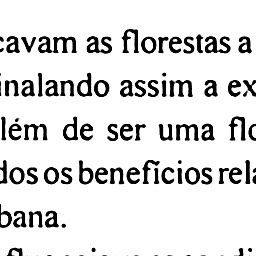 cavam as florestas a
inalando assim a ex
lém de ser uma flo
dos os benefícios rela
bana.